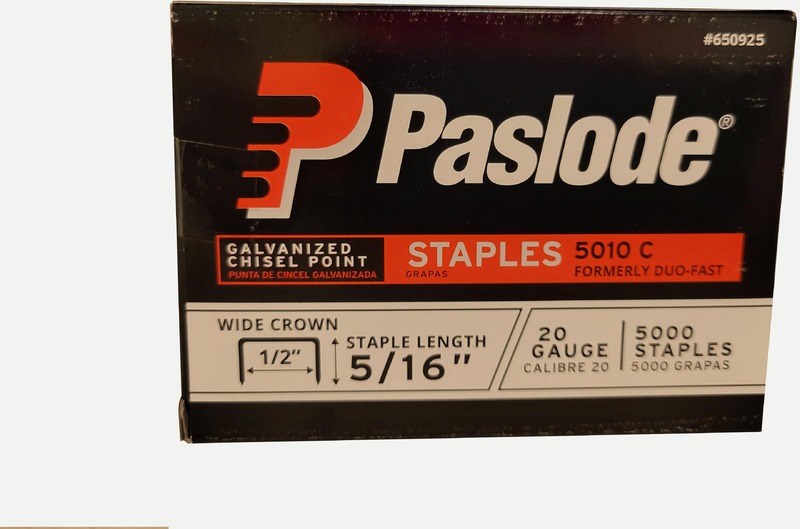 #650925
Paslode®
GALVANIZED
CHISEL POINT
PUNTA DE CINCEL GALVANIZADA
STAPLES
GRAPAS
5010 C
FORMERLY DUO-FAST
WIDE CROWN
1/2"
STAPLE LENGTH
5/16"
20
GAUGE
CALIBRE 20
5000
STAPLES
5000 GRAPAS